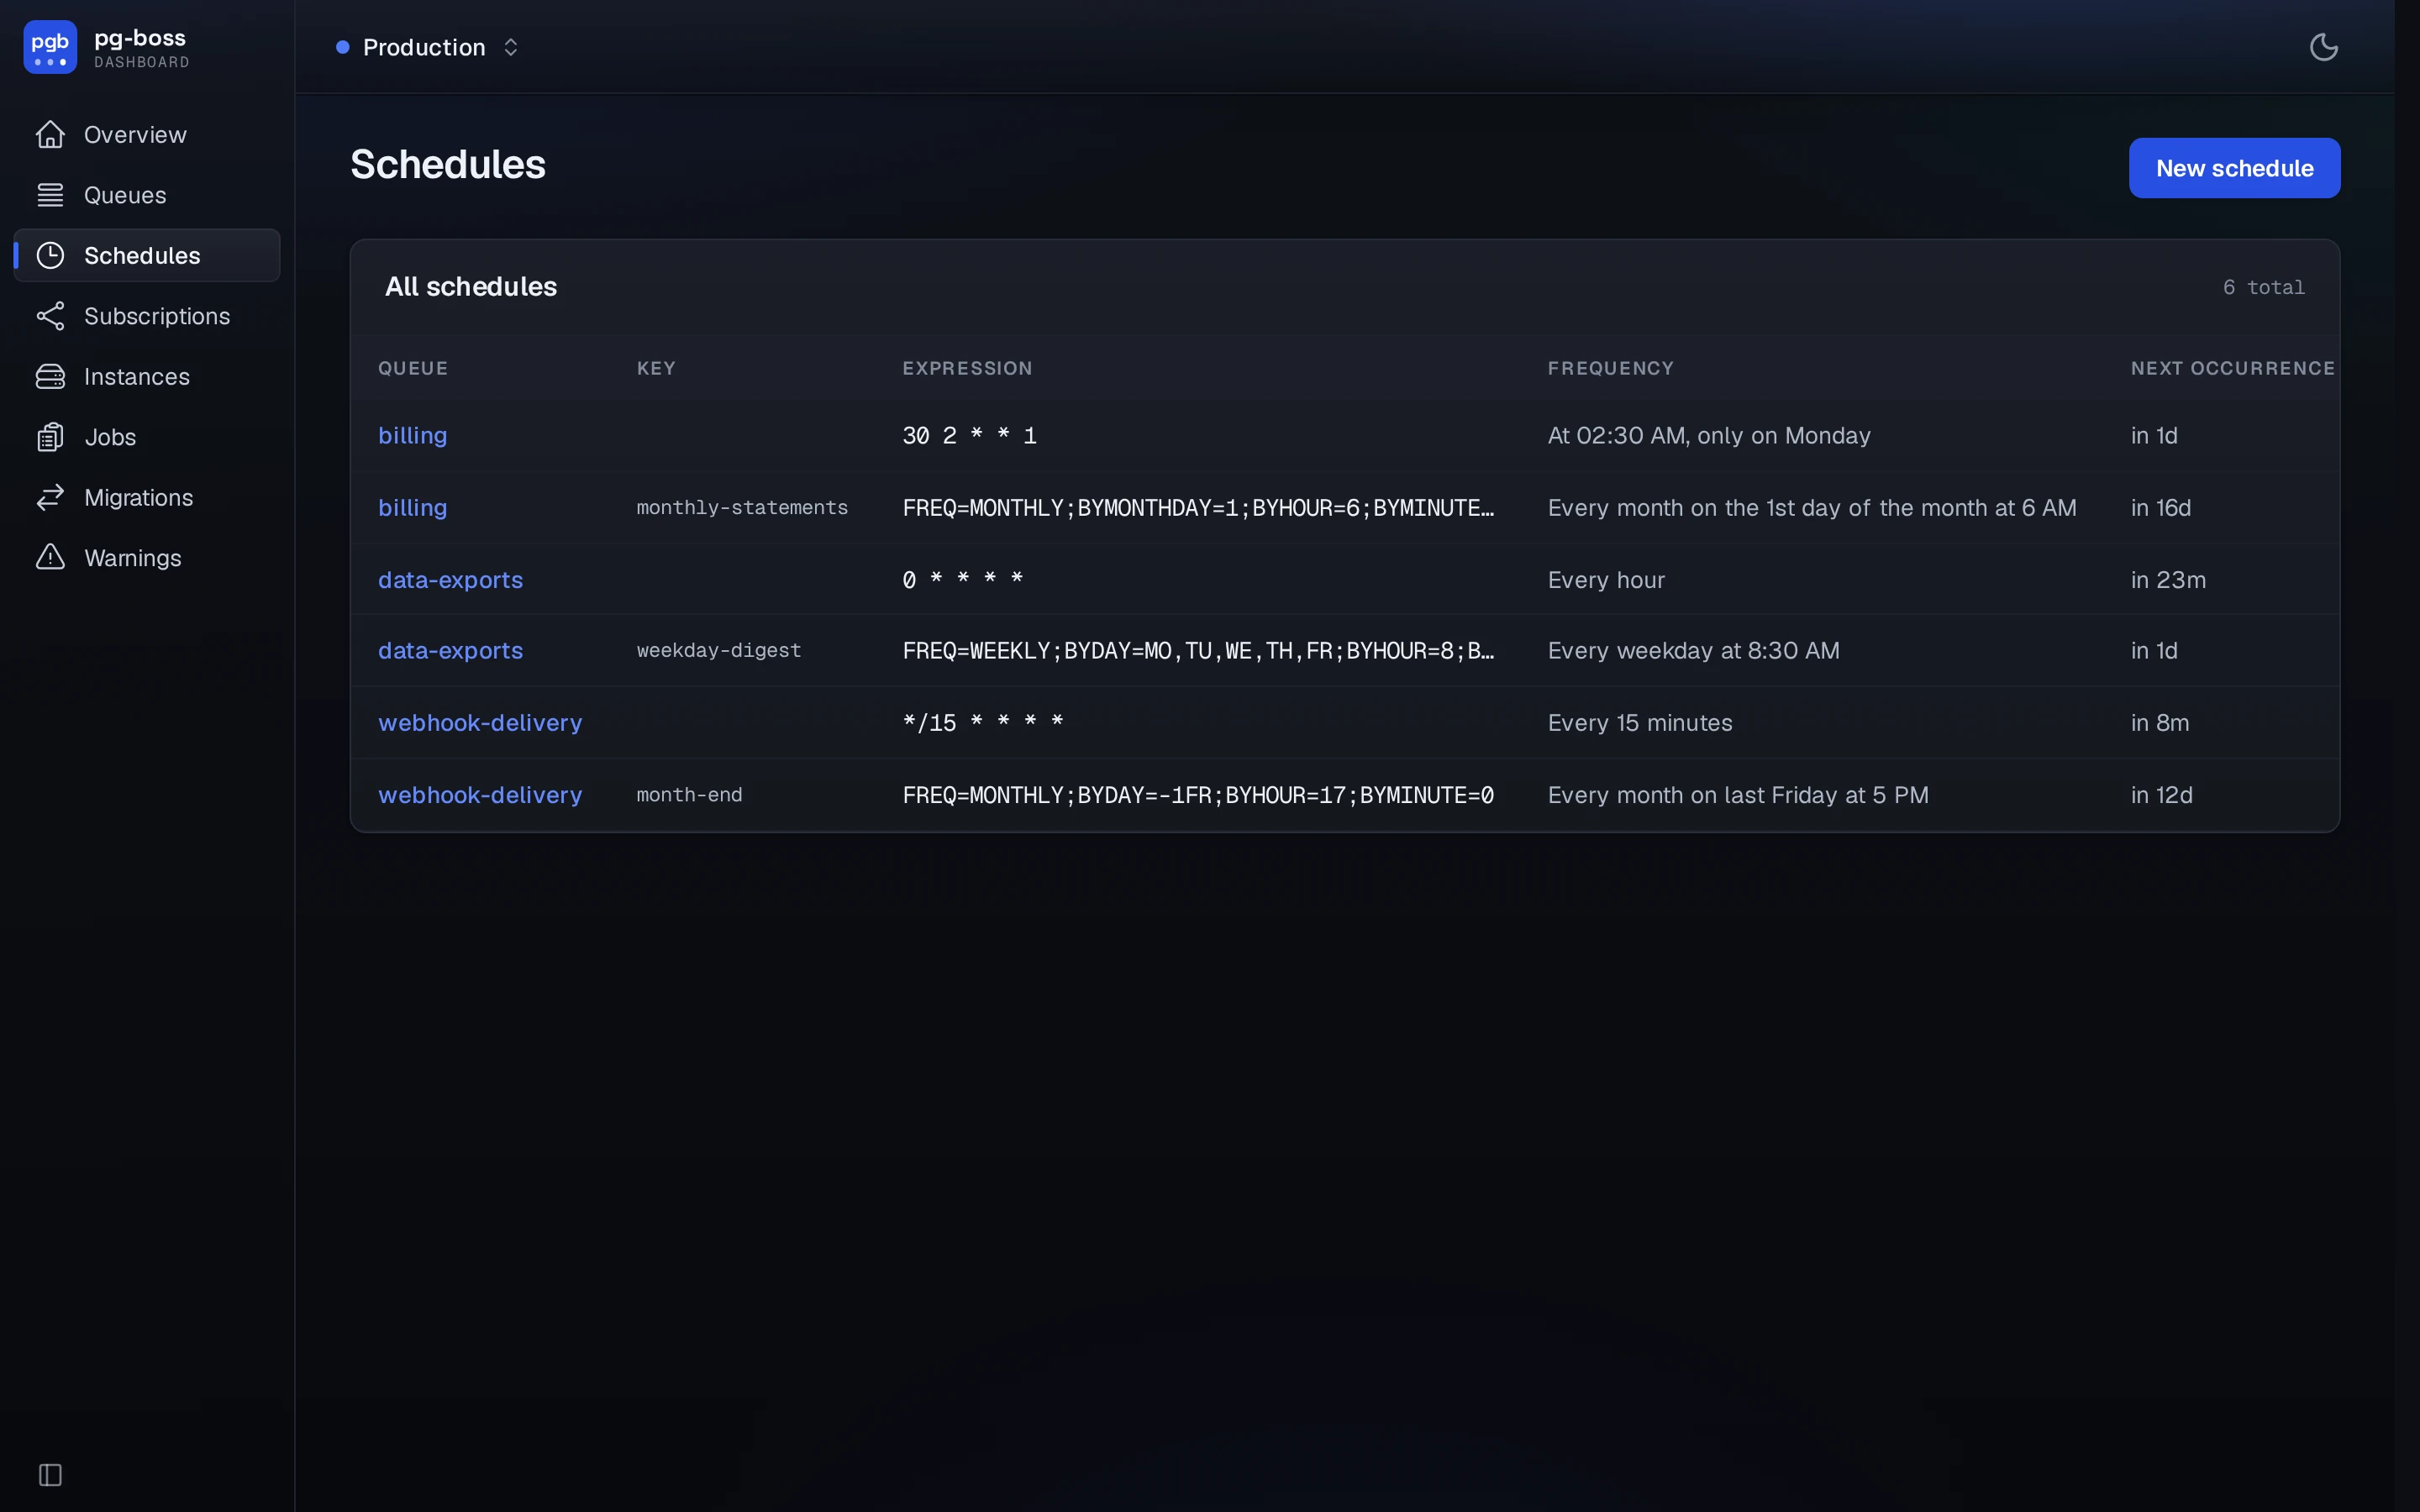 pgb
pg-boss
DASHBOARD
Overview
Queues
Schedules
Subscriptions
Instances
Jobs
Migrations
Warnings
Production
Schedules
New schedule
All schedules
6 total
QUEUE KEY EXPRESSION FREQUENCY NEXT OCCURRENCE
billing 30 2 * * 1 At 02:30 AM, only on Monday in 1d
billing monthly-statements FREQ=MONTHLY;BYMONTHDAY=1;BYHOUR=6;BYMINUTE… Every month on the 1st day of the month at 6 AM in 16d
data-exports 0 * * * * Every hour in 23m
data-exports weekday-digest FREQ=WEEKLY;BYDAY=MO,TU,WE,TH,FR;BYHOUR=8;B… Every weekday at 8:30 AM in 1d
webhook-delivery */15 * * * * Every 15 minutes in 8m
webhook-delivery month-end FREQ=MONTHLY;BYDAY=-1FR;BYHOUR=17;BYMINUTE=0 Every month on last Friday at 5 PM in 12d